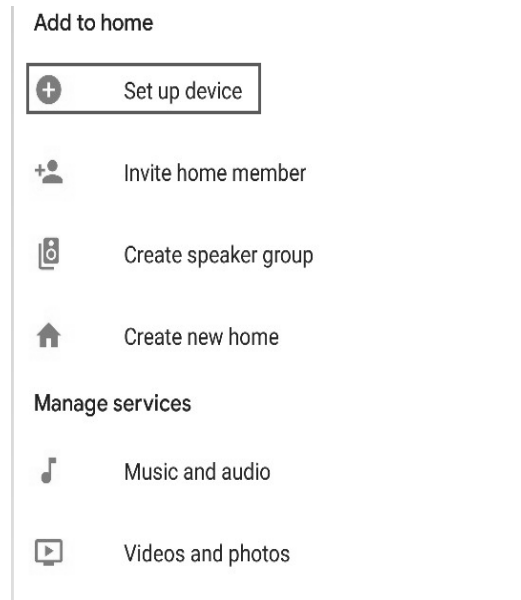 Add to home
Set up device
Invite home member
Create speaker group
Create new home
Manage services
Music and audio
Videos and photos